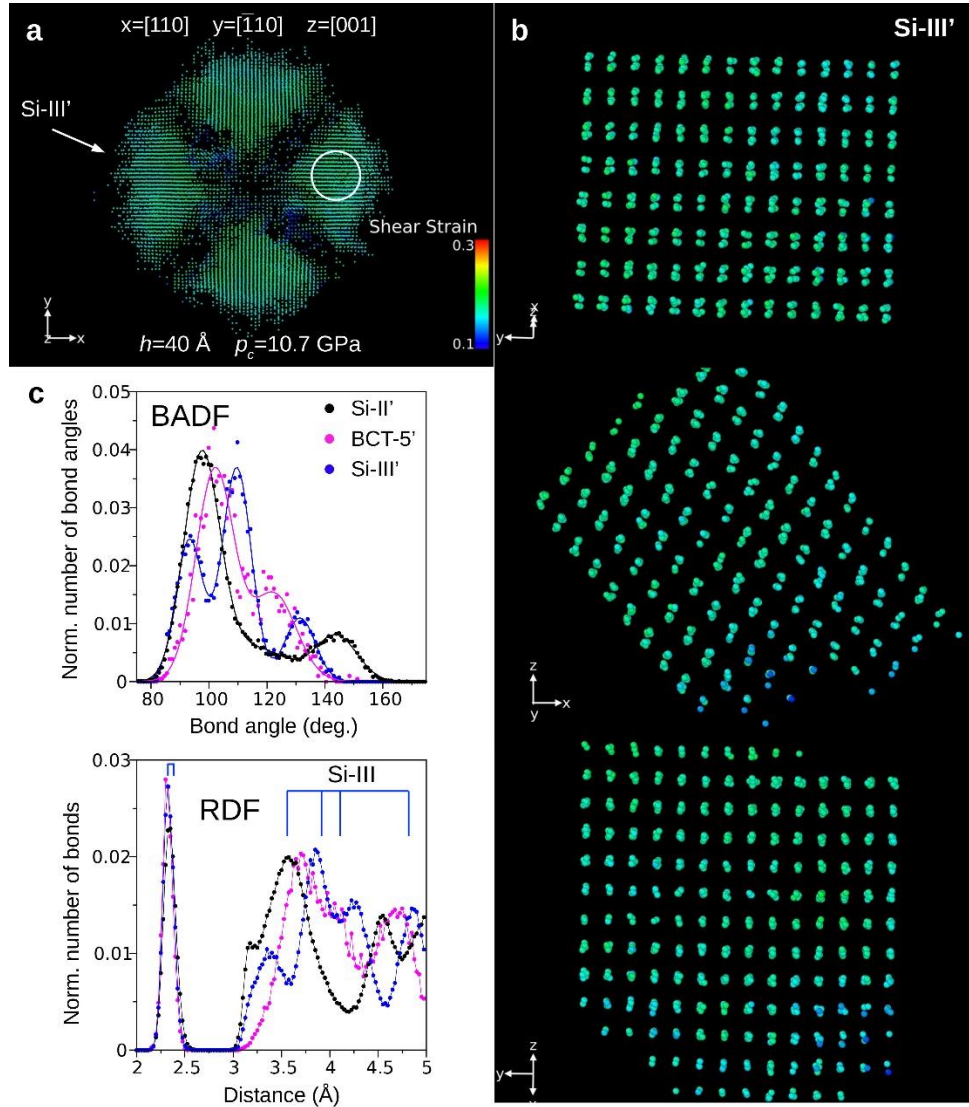 a
x=[110] y=[1̅10] z=[001]
Si-III'
Shear Strain
0.3
0.1
y
z x
h=40 Å p_c=10.7 GPa
b
Si-III'
x
z
y
z
y x
z
y
c
BADF
Si-II'
BCT-5'
Si-III'
Norm. number of bond angles
0.05
0.04
0.03
0.02
0.01
0
80 100 120 140 160
Bond angle (deg.)
RDF
Si-III
Norm. number of bonds
0.03
0.02
0.01
0
2 2.5 3 3.5 4 4.5 5
Distance (Å)